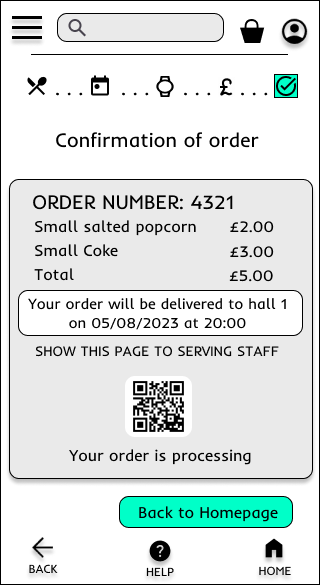 . . . . . . £ . . .
Confirmation of order
ORDER NUMBER: 4321
Small salted popcorn £2.00
Small Coke £3.00
Total £5.00
Your order will be delivered to hall 1
on 05/08/2023 at 20:00
SHOW THIS PAGE TO SERVING STAFF
Your order is processing
Back to Homepage
BACK
? HELP
HOME